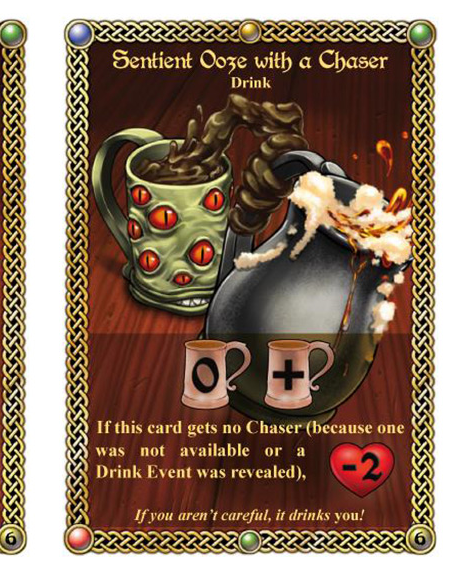 Sentient Ooze with a Chaser
Drink
0 +
If this card gets no Chaser (because one
was not available or a
Drink Event was revealed),
-2
If you aren't careful, it drinks you!
6 6